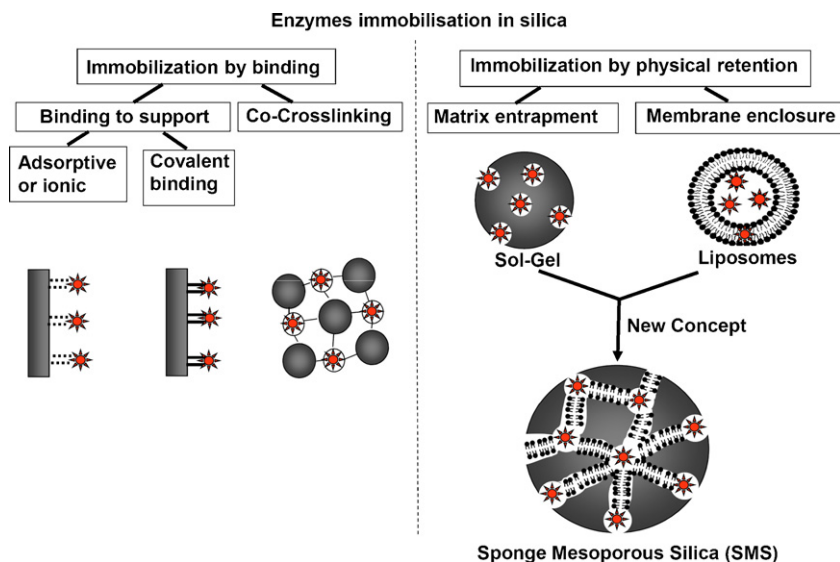 Enzymes immobilisation in silica
Immobilization by binding
Binding to support
Co-Crosslinking
Adsorptive
or ionic
Covalent
binding
Immobilization by physical retention
Matrix entrapment
Membrane enclosure
Sol-Gel
Liposomes
New Concept
Sponge Mesoporous Silica (SMS)